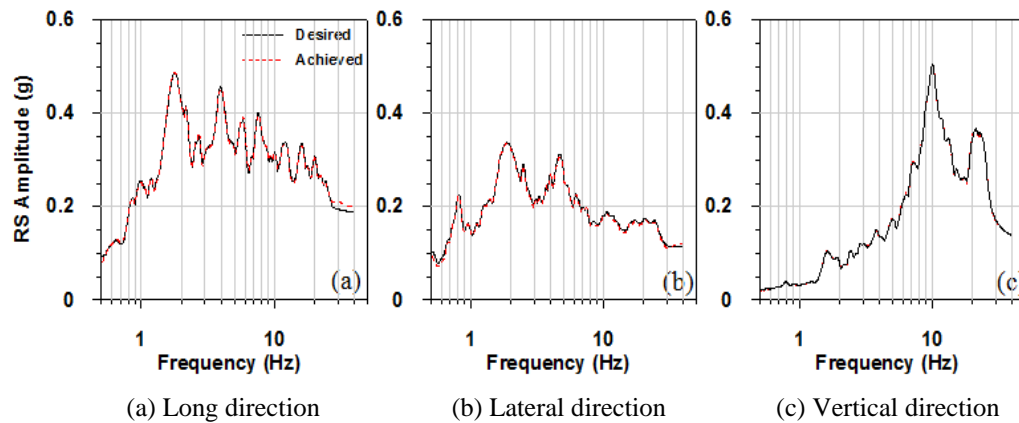 0.6
0.4
0.2
0
RS Amplitude (g)
Desired
Achieved
(a)
1
10
Frequency (Hz)
0.6
0.4
0.2
0
(b)
1
10
Frequency (Hz)
0.6
0.4
0.2
0
(c)
1
10
Frequency (Hz)
(a) Long direction
(b) Lateral direction
(c) Vertical direction